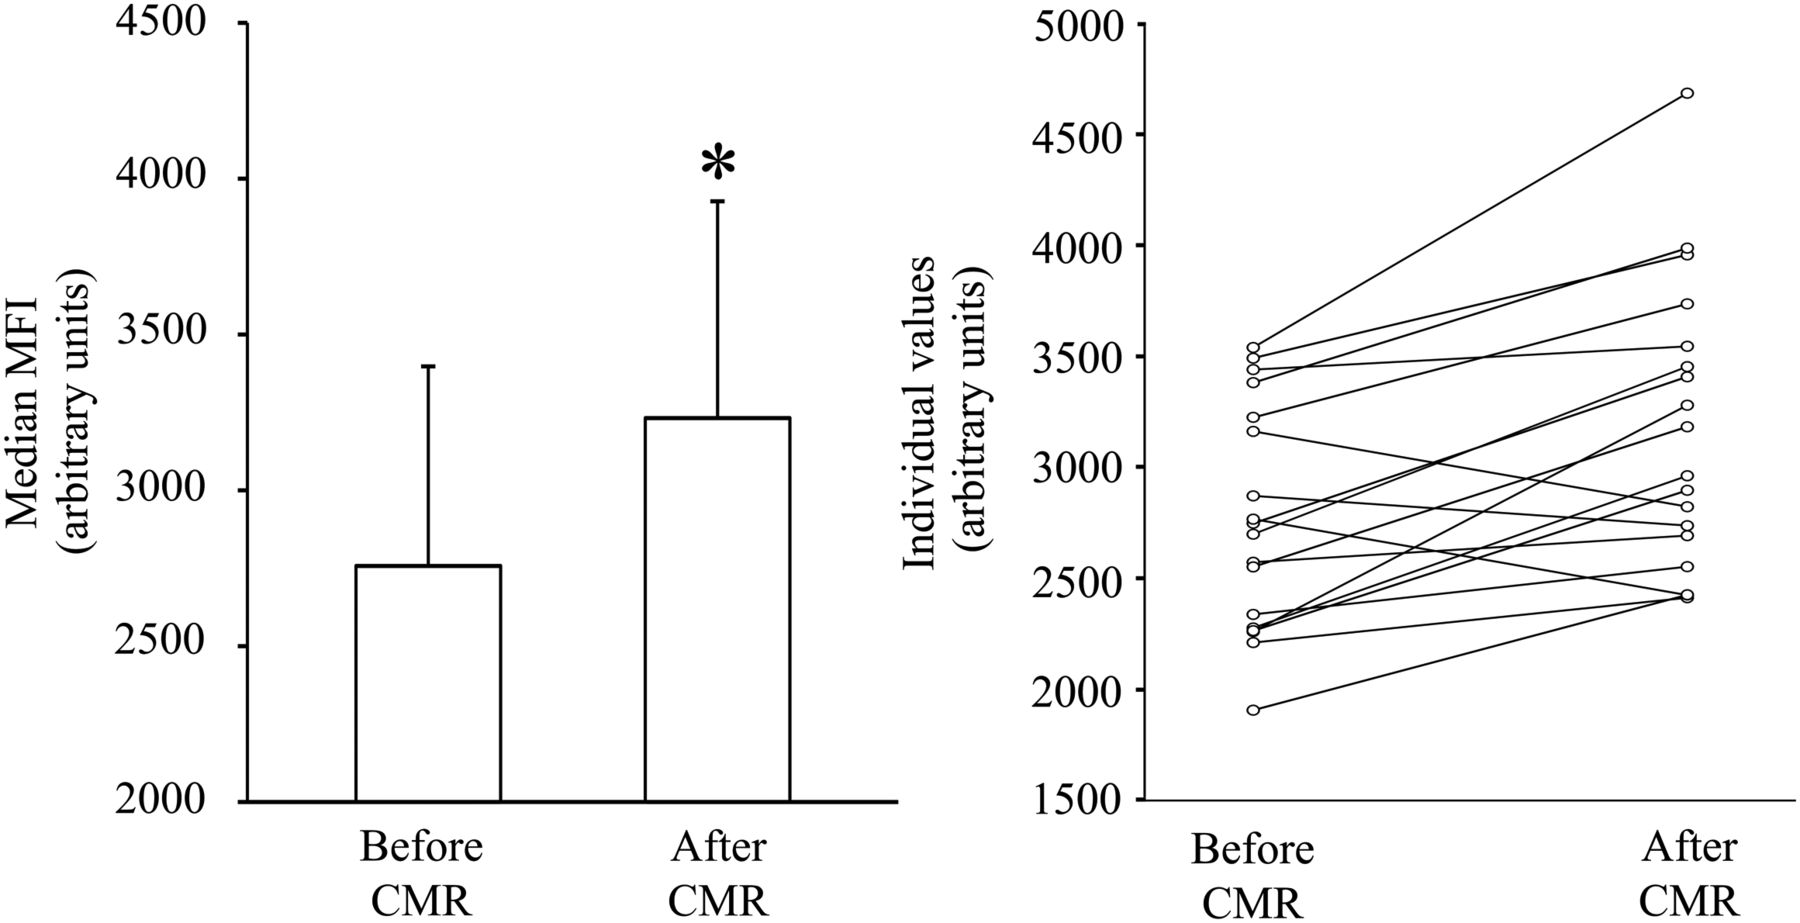 Median MFI
(arbitrary units)
4500
4000
3500
3000
2500
2000
*
Before
CMR
After
CMR
Individual values
(arbitrary units)
5000
4500
4000
3500
3000
2500
2000
1500
Before
CMR
After
CMR